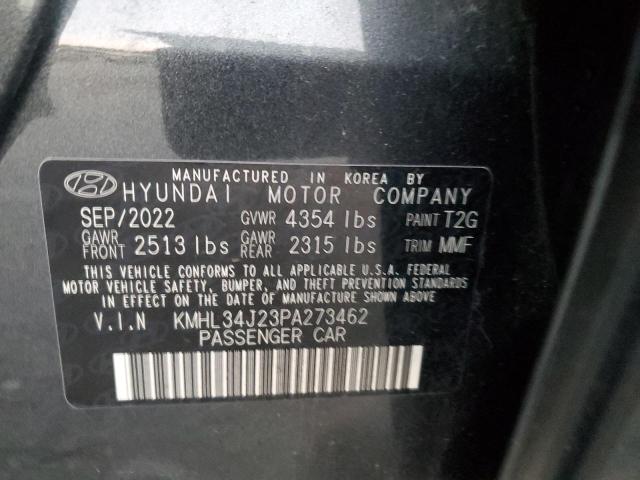 MANUFACTURED IN KOREA BY
HYUNDAI MOTOR COMPANY
SEP/2022 GVWR 4354 lbs PAINT T2G
GAWR FRONT 2513 lbs GAWR REAR 2315 lbs TRIM MMF
THIS VEHICLE CONFORMS TO ALL APPLICABLE U.S.A. FEDERAL
MOTOR VEHICLE SAFETY, BUMPER, AND THEFT PREVENTION STANDARDS
IN EFFECT ON THE DATE OF MANUFACTURE SHOWN ABOVE.
V.I.N KMHL34J23PA273462
PASSENGER CAR